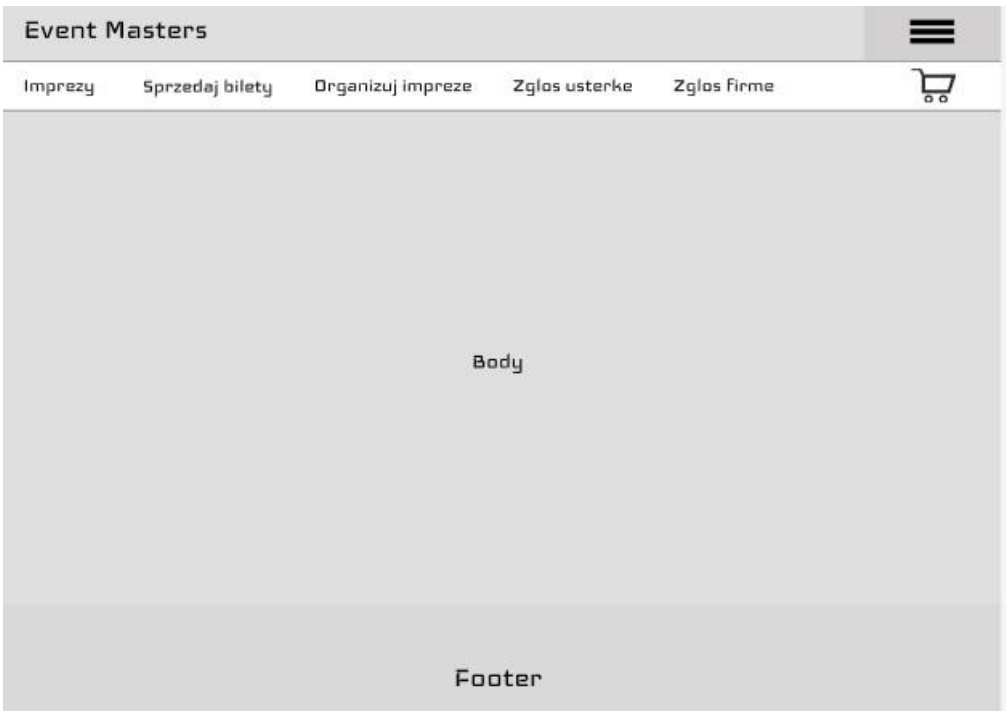 Event Masters
Imprezy Sprzedaj bilety Organizuj impreze Zglos usterke Zglos firme
Body
Footer